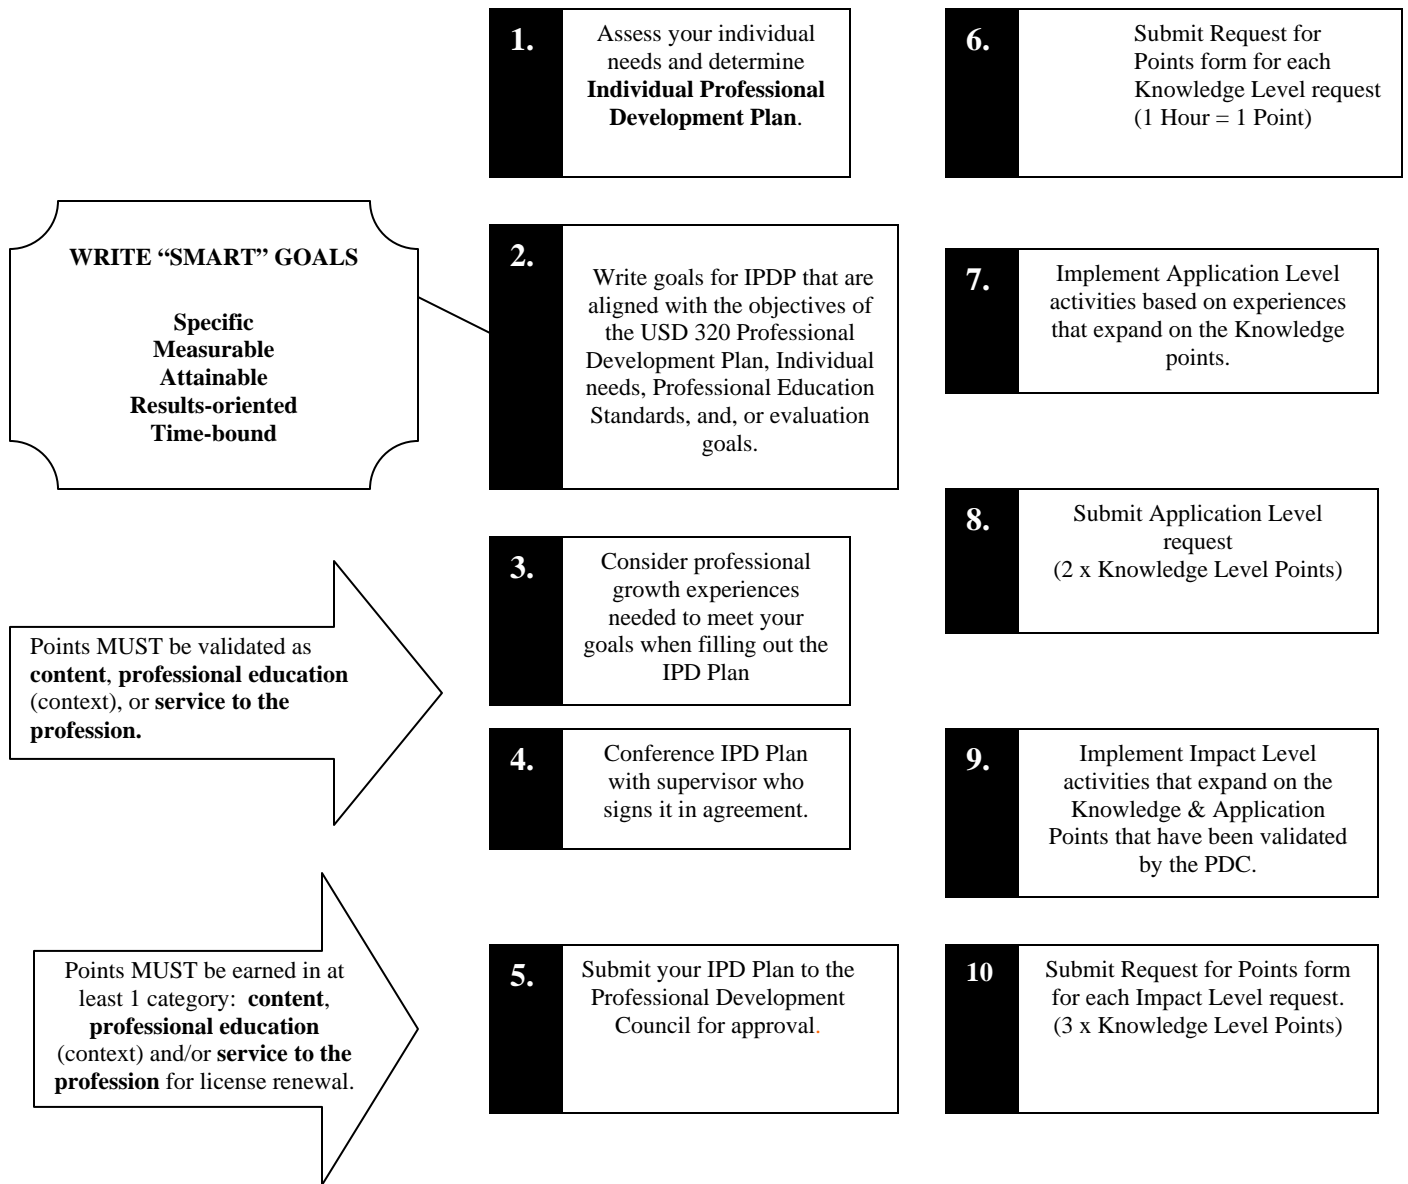 1.
Assess your individual
needs and determine
Individual Professional
Development Plan.
WRITE “SMART” GOALS
Specific
Measurable
Attainable
Results-oriented
Time-bound
2.
Write goals for IPDP that are
aligned with the objectives of
the USD 320 Professional
Development Plan, Individual
needs, Professional Education
Standards, and, or evaluation
goals.
Points MUST be validated as
content, professional education
(context), or service to the
profession.
3.
Consider professional
growth experiences
needed to meet your
goals when filling out the
IPD Plan
4.
Conference IPD Plan
with supervisor who
signs it in agreement.
Points MUST be earned in at
least 1 category:  content,
professional education
(context) and/or service to the
profession for license renewal.
5.
Submit your IPD Plan to the
Professional Development
Council for approval.
6.
Submit Request for
Points form for each
Knowledge Level request
(1 Hour = 1 Point)
7.
Implement Application Level
activities based on experiences
that expand on the Knowledge
points.
8.
Submit Application Level
request
(2 x Knowledge Level Points)
9.
Implement Impact Level
activities that expand on the
Knowledge & Application
Points that have been validated
by the PDC.
10
Submit Request for Points form
for each Impact Level request.
(3 x Knowledge Level Points)